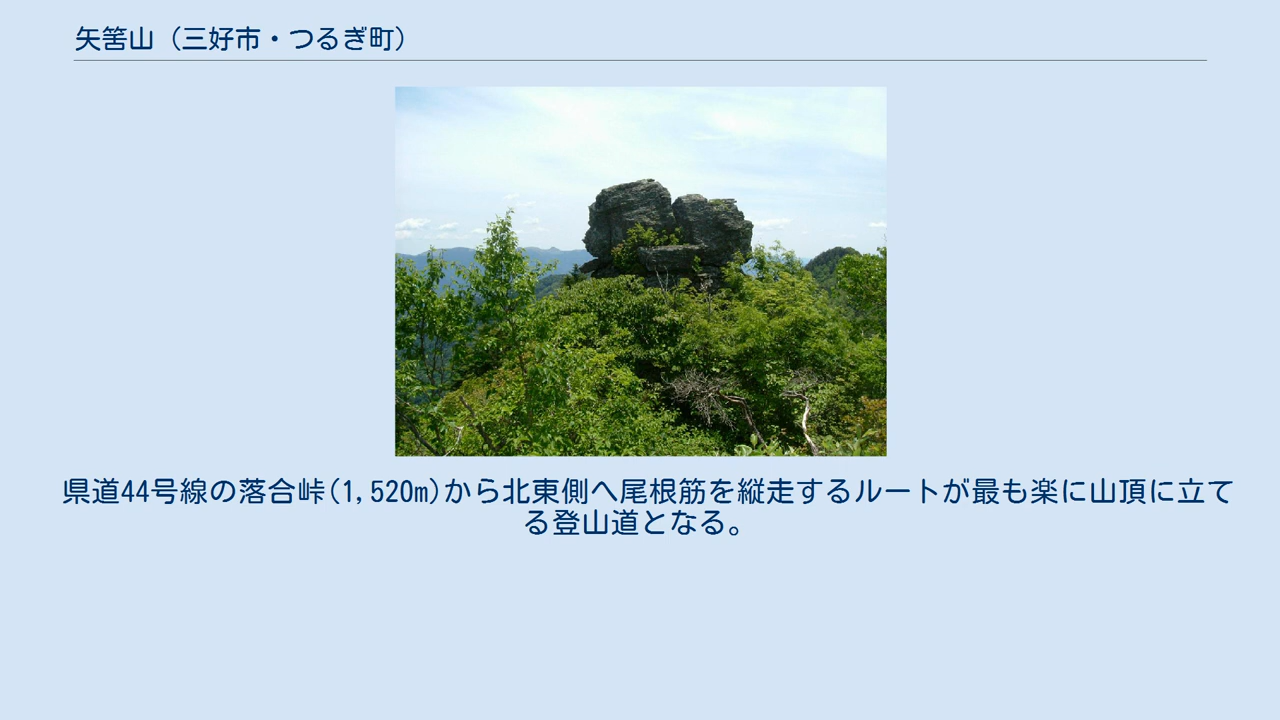 矢筈山（三好市・つるぎ町）
県道44号線の落合峠(1,520m)から北東側へ尾根筋を縦走するルートが最も楽に山頂に立て
る登山道となる。